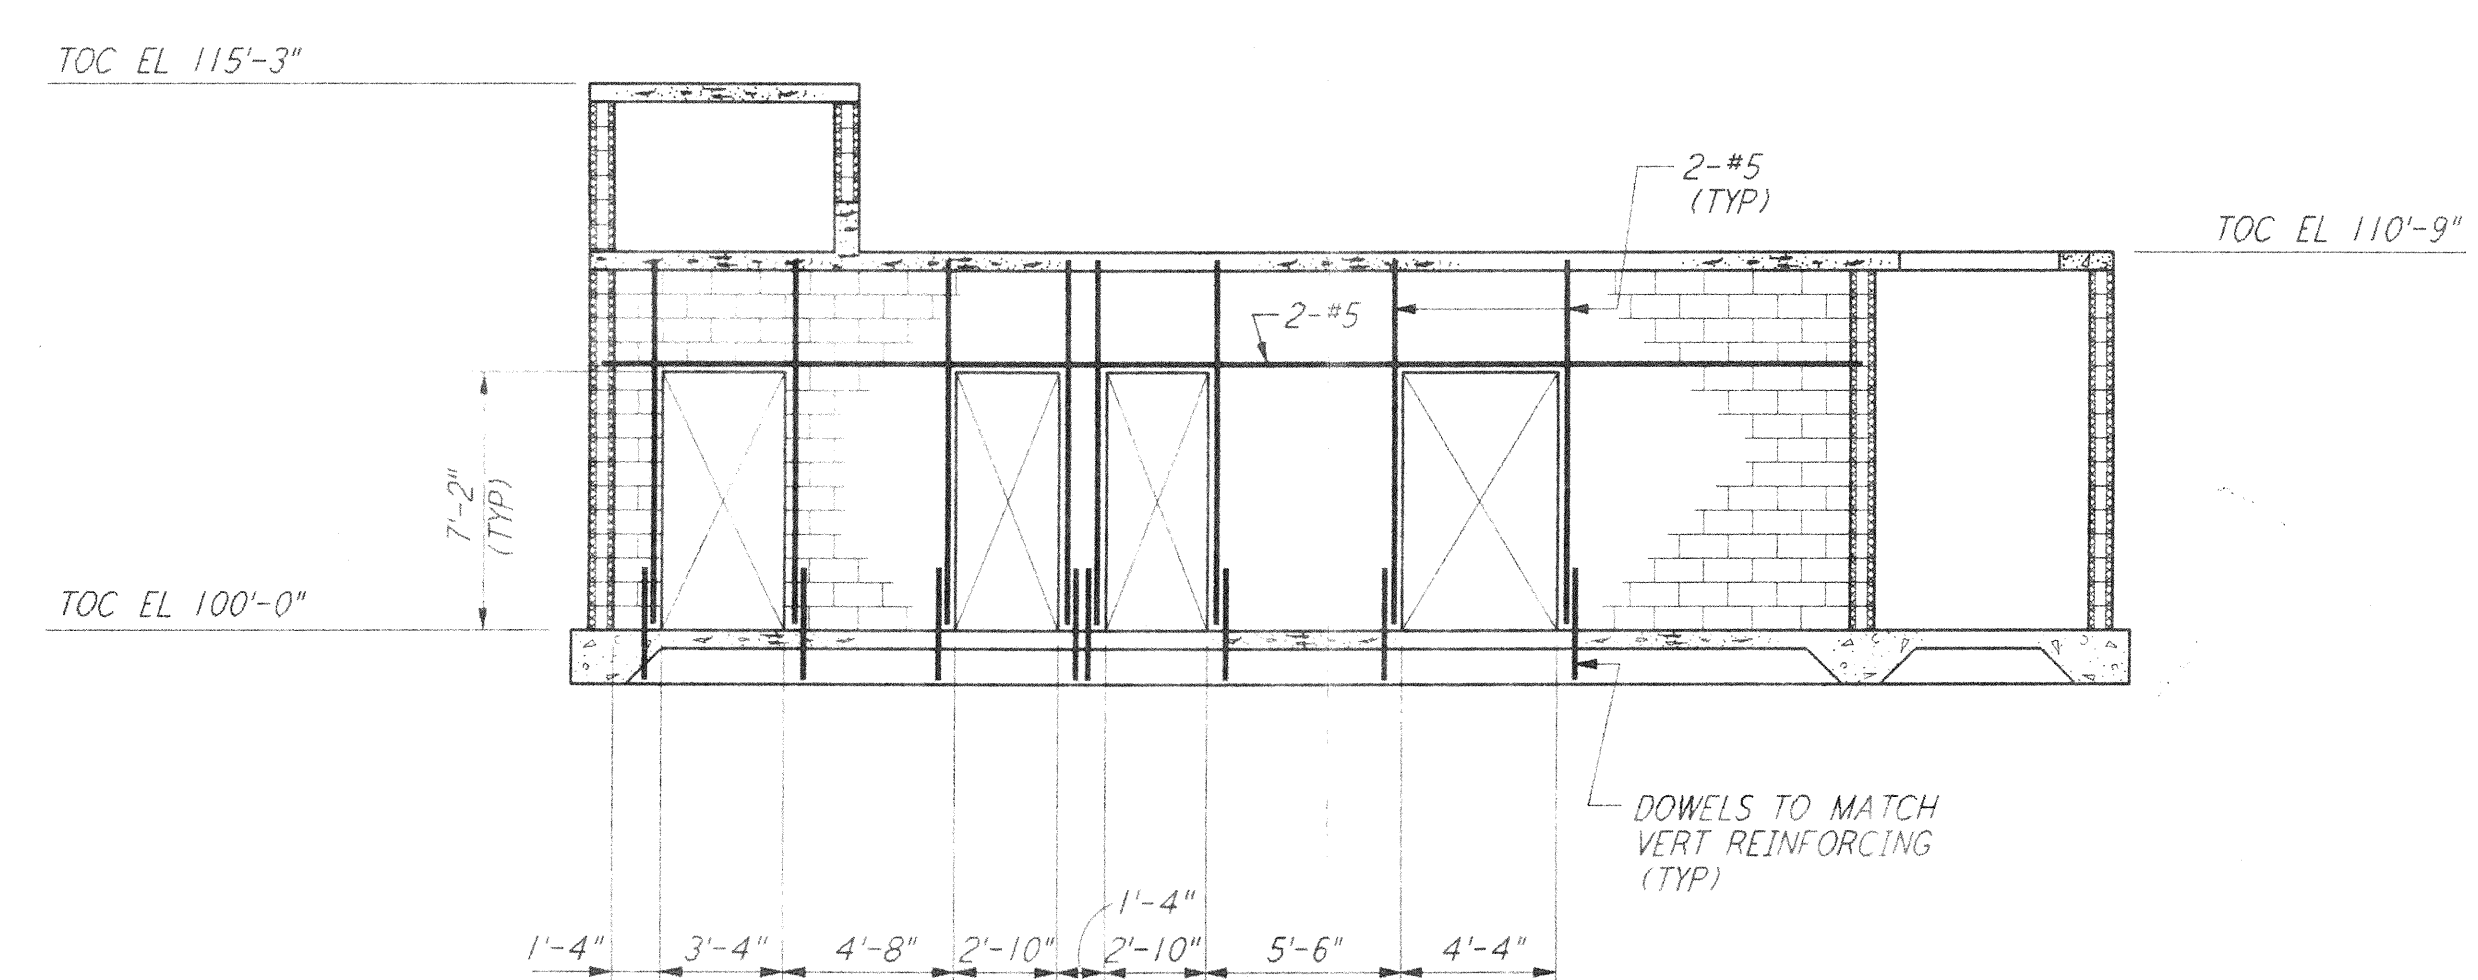 TOC EL 115'-3"
2-#5
(TYP)
TOC EL 110'-9"
2-#5
7'-2"
(TYP)
TOC EL 100'-0"
DOWELS TO MATCH
VERT REINFORCING
(TYP)
1'-4"
1'-4" 3'-4" 4'-8" 2'-10" 2'-10" 5'-6" 4'-4"